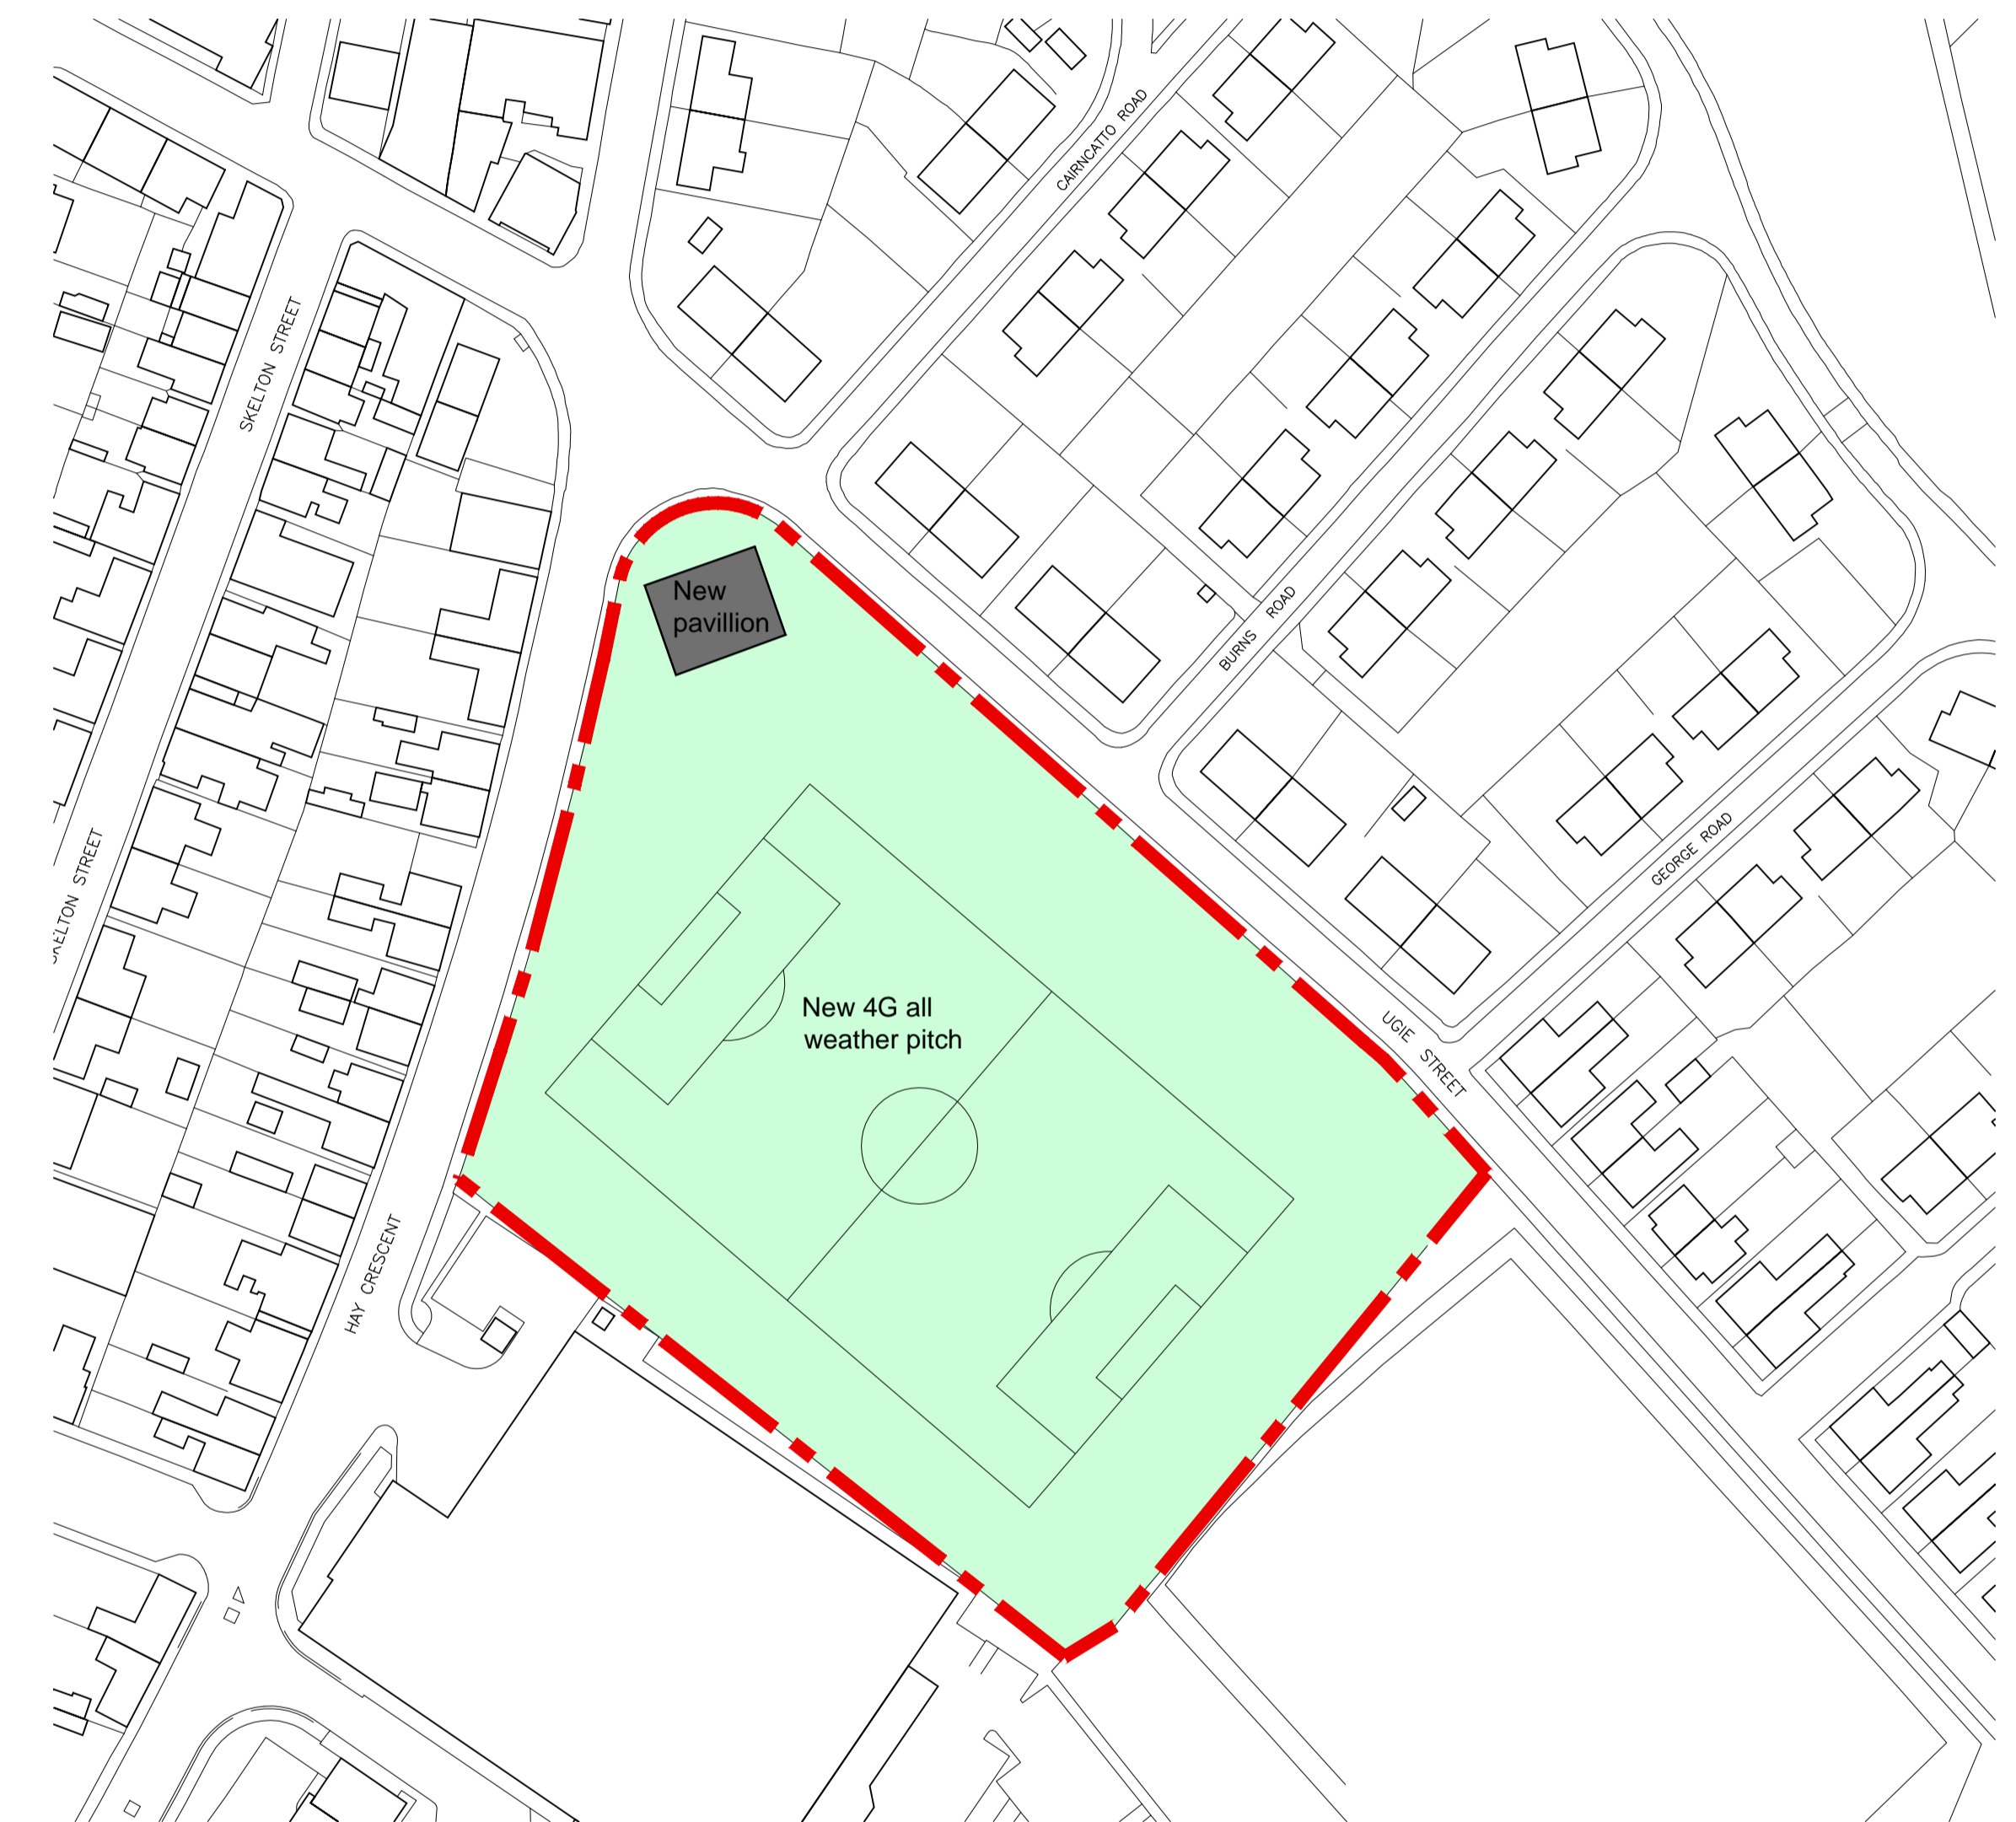 CAIRNCATTO ROAD
SKELTON STREET
New
pavillion
BURNS ROAD
GEORGE ROAD
SKELTON STREET
New 4G all
weather pitch
UGIE STREET
HAY CRESCENT